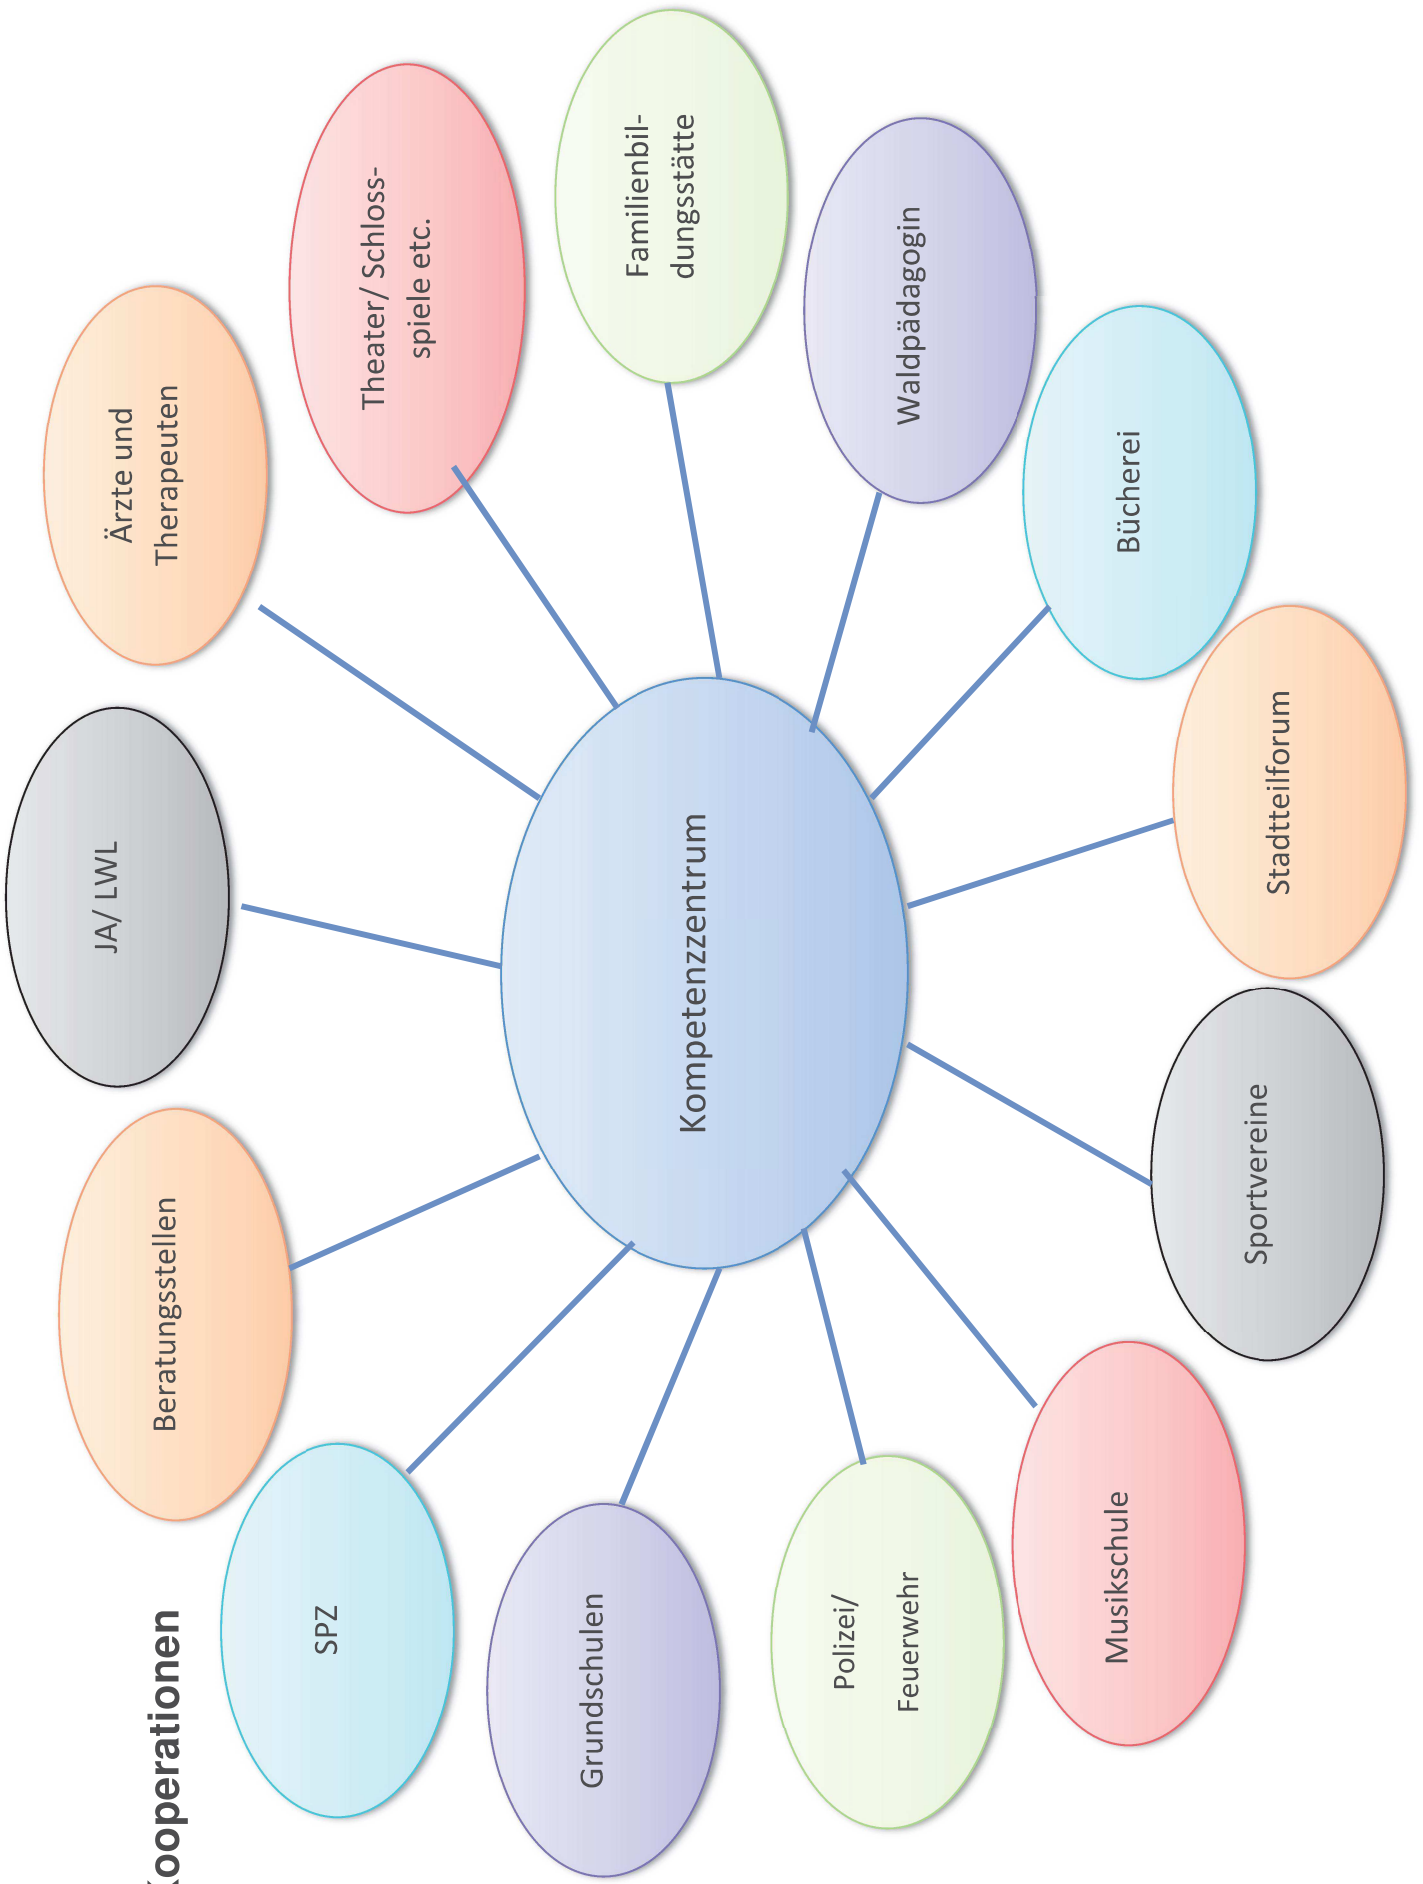 Kooperationen
JA/ LWL
Ärzte und
Therapeuten
Theater/ Schloss-
spiele etc.
Familienbil-
dungsstätte
Waldpädagogin
Bücherei
Stadtteilforum
Sportvereine
Musikschule
Polizei/
Feuerwehr
Grundschulen
SPZ
Beratungsstellen
Kompetenzzentrum